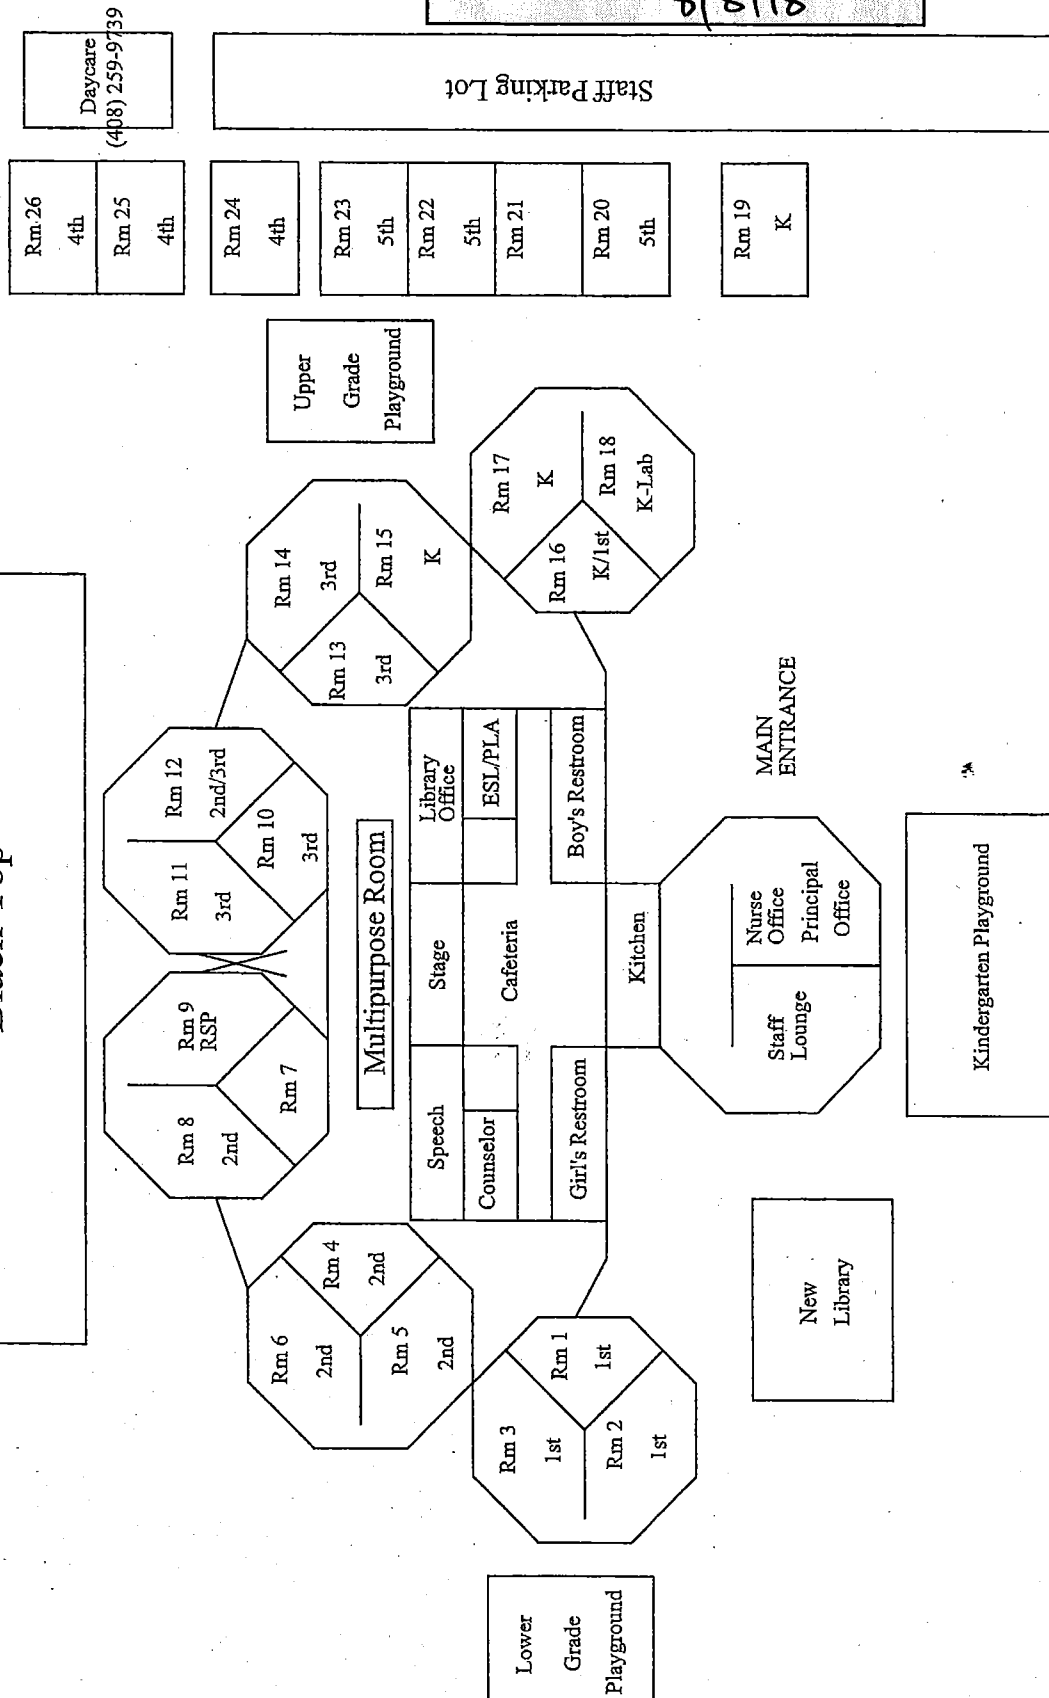 8/8/18
Daycare
(408) 259-9739
Staff Parking Lot
Rm 26
4th
Rm 25
4th
Rm 24
4th
Rm 23
5th
Rm 22
5th
Rm 21
Rm 20
5th
Rm 19
K
Upper
Grade
Playground
Rm 17
K
Rm 18
K-Lab
Rm 16
K/1st
Rm 14
3rd
Rm 15
K
Rm 13
3rd
Rm 12
2nd/3rd
Rm 11
3rd
Rm 10
3rd
Rm 9
RSP
Rm 8
2nd
Rm 7
Multipurpose Room
Library
Office
ESL/PLA
Boy's Restroom
Stage
Cafeteria
Kitchen
Speech
Counselor
Girl's Restroom
MAIN
ENTRANCE
Nurse
Office
Principal
Office
Staff
Lounge
Kindergarten Playground
Rm 6
2nd
Rm 4
2nd
Rm 5
2nd
Rm 3
1st
Rm 1
1st
Rm 2
1st
New
Library
Lower
Grade
Playground